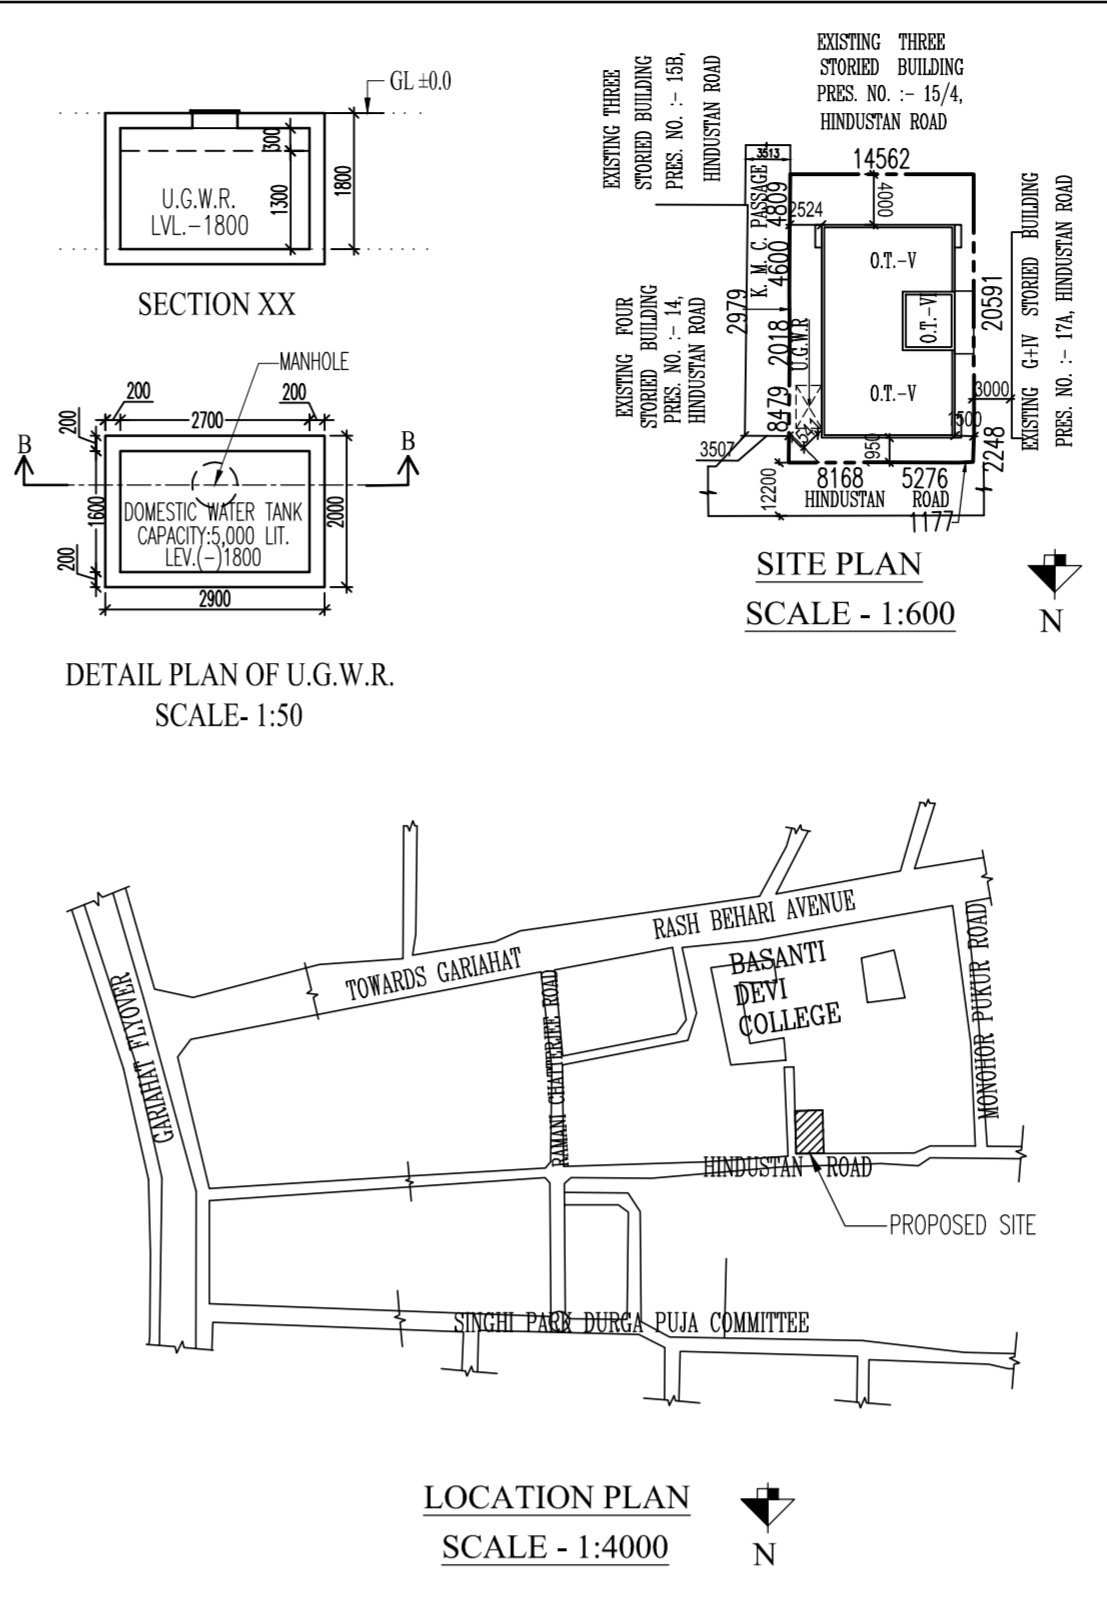 GL ±0.0
300
1300
1800
U.G.W.R.
LVL.-1800
SECTION XX
MANHOLE
200
200
200
2700
B
B
1600
2000
DOMESTIC WATER TANK
CAPACITY:5,000 LIT.
LEV.(-)1800
200
2900
DETAIL PLAN OF U.G.W.R.
SCALE- 1:50
EXISTING THREE
STORIED BUILDING
PRES. NO. :- 15B,
HINDUSTAN ROAD
EXISTING THREE
STORIED BUILDING
PRES. NO. :- 15/4,
HINDUSTAN ROAD
3513
14562
K. M. C. PASSAGE
4809
2524
4000
4600
O.T.-V
2979
2018
U.G.W.R
O.T.-V
20591
EXISTING FOUR
STORIED BUILDING
PRES. NO. :- 14,
HINDUSTAN ROAD
EXISTING G+IV STORIED BUILDING
PRES. NO. :- 17A, HINDUSTAN ROAD
8479
O.T.-V
3000
1500
950
2248
3507
12200
8168
5276
HINDUSTAN ROAD
1177
SITE PLAN
SCALE - 1:600
N
RASH BEHARI AVENUE
TOWARDS GARIAHAT
BASANTI
DEVI
COLLEGE
GARIAHAT FLYOVER
RAMANI CHATTERJEE ROAD
MONOHOR PUKUR ROAD
HINDUSTAN ROAD
PROPOSED SITE
SINGHI PARK DURGA PUJA COMMITTEE
LOCATION PLAN
SCALE - 1:4000
N